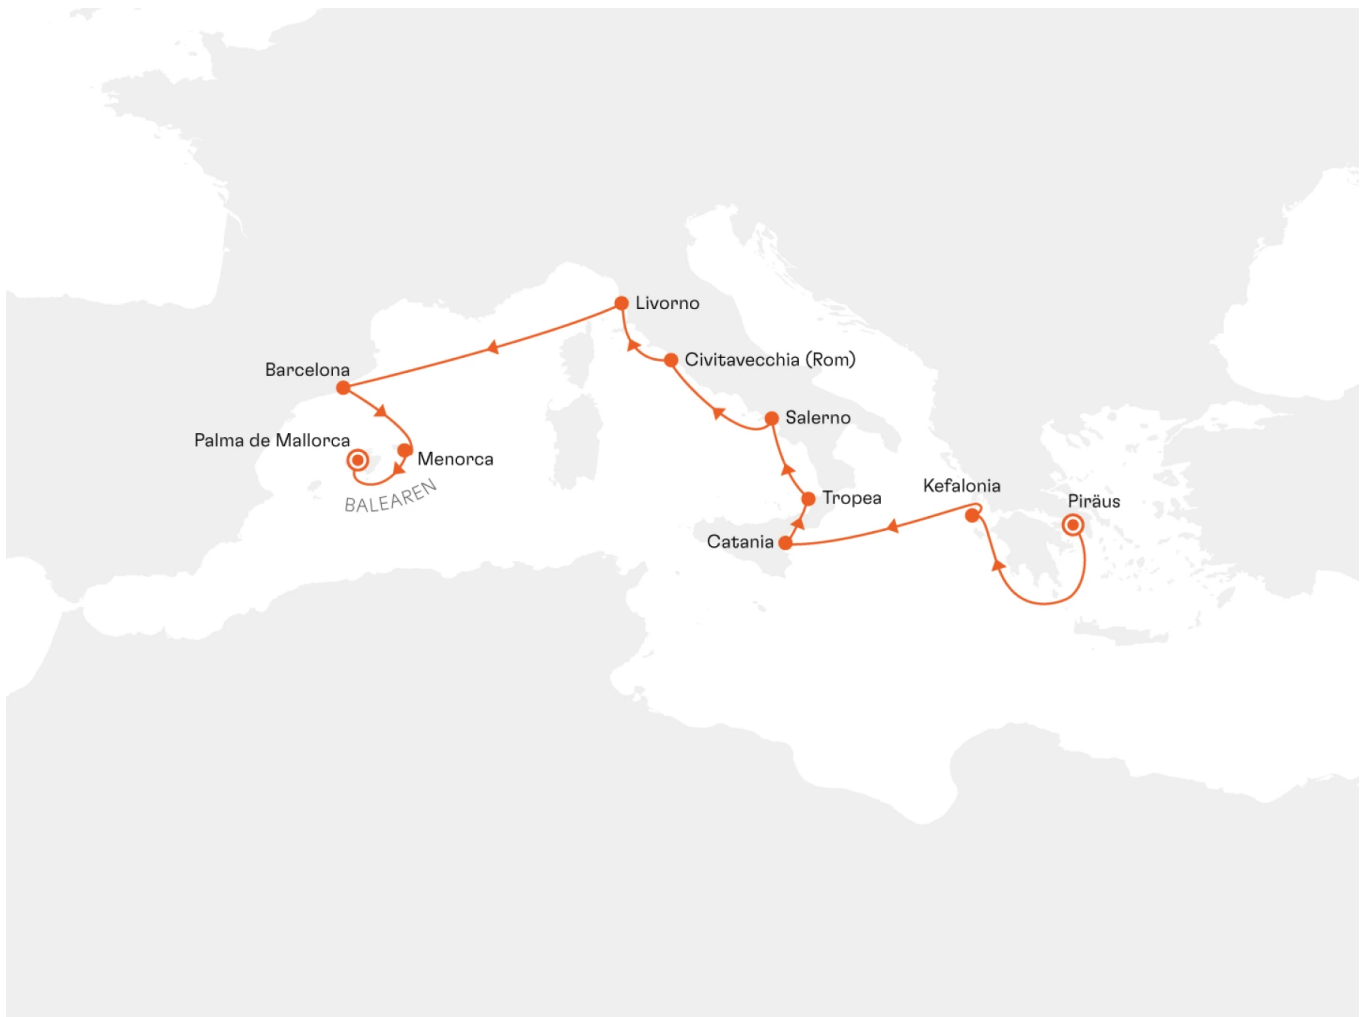 Livorno
Civitavecchia (Rom)
Barcelona
Salerno
Palma de Mallorca
Menorca
BALEAREN
Kefalonia
Tropea
Piräus
Catania